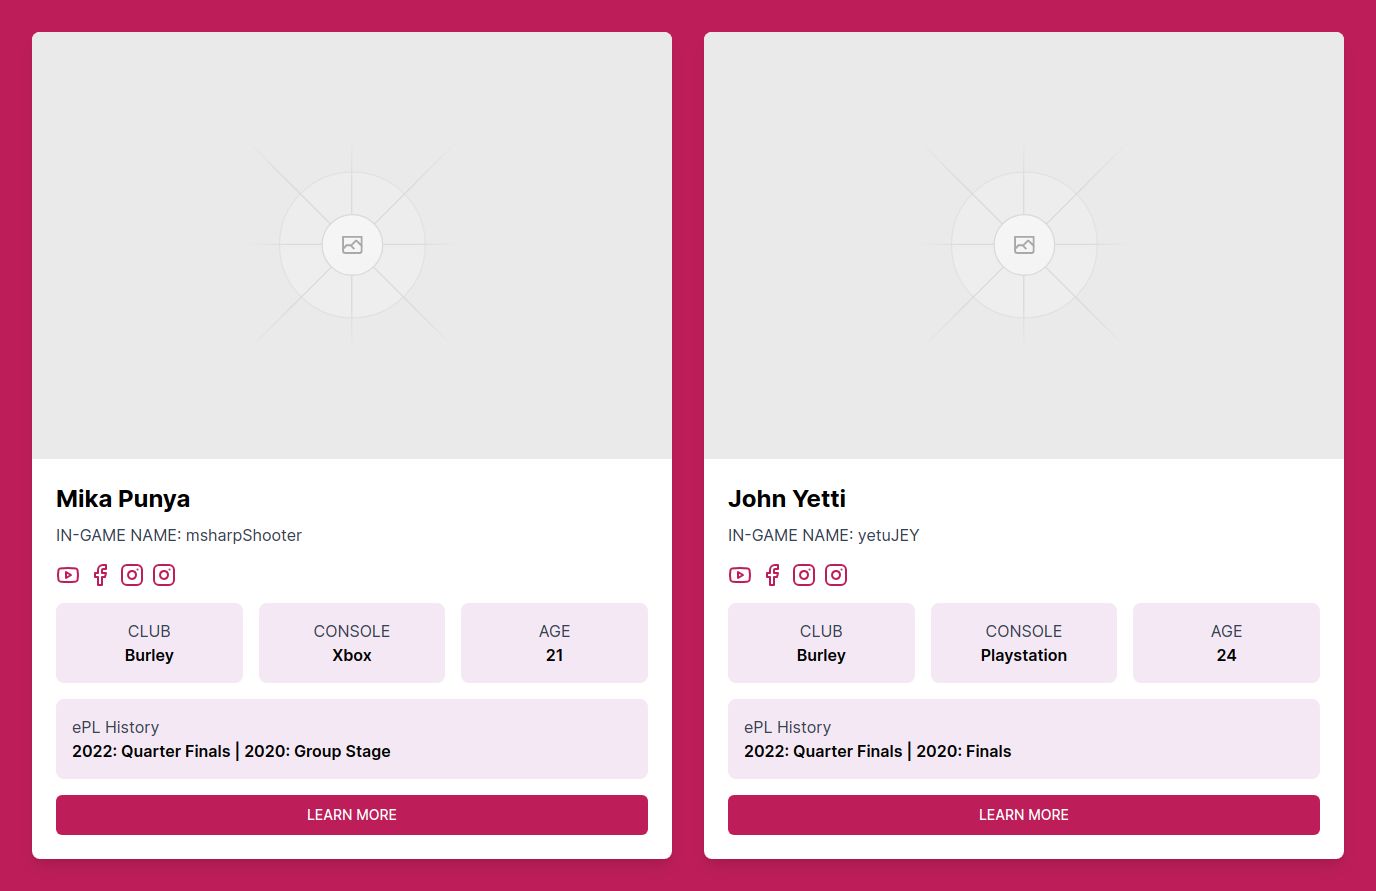 Mika Punya
IN-GAME NAME: msharpShooter
CLUB
Burley
CONSOLE
Xbox
AGE
21
ePL History
2022: Quarter Finals | 2020: Group Stage
LEARN MORE
John Yetti
IN-GAME NAME: yetuJEY
CLUB
Burley
CONSOLE
Playstation
AGE
24
ePL History
2022: Quarter Finals | 2020: Finals
LEARN MORE